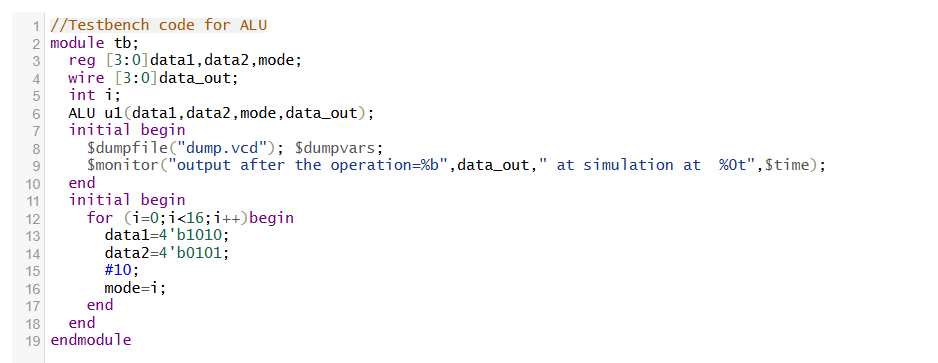 1 //Testbench code for ALU
2 module tb;
3 reg [3:0]data1,data2,mode;
4 wire [3:0]data_out;
5 int i;
6 ALU u1(data1,data2,mode,data_out);
7 initial begin
8 $dumpfile("dump.vcd"); $dumpvars;
9 $monitor("output after the operation=%b",data_out," at simulation at  %0t",$time);
10 end
11 initial begin
12 for (i=0;i<16;i++)begin
13 data1=4'b1010;
14 data2=4'b0101;
15 #10;
16 mode=i;
17 end
18 end
19 endmodule